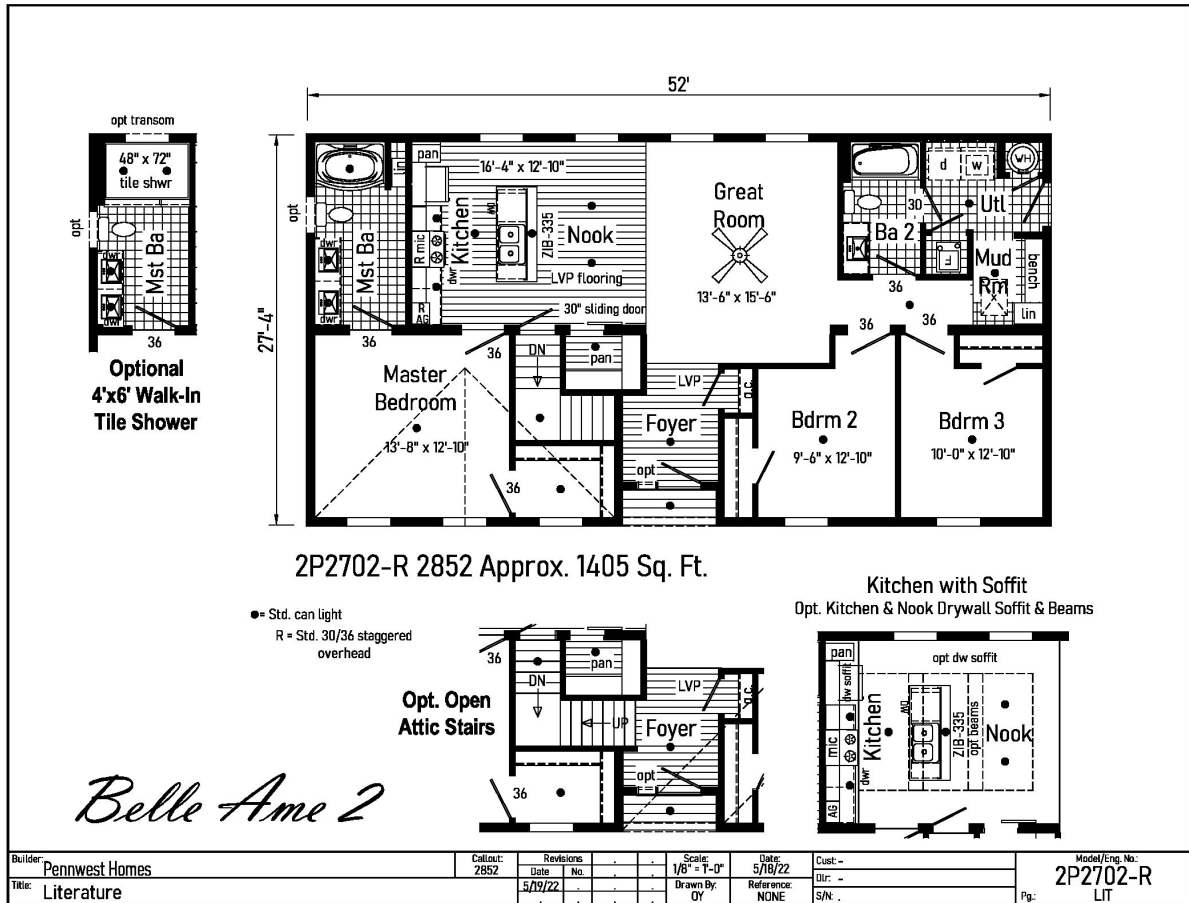 52'
27'-4"
opt transom
48" x 72"
tile shwr
opt
dwr
Mst Ba
dwr
36
Optional
4'x6' Walk-In
Tile Shower
opt
lin
Mst Ba
dwr
dwr
36
pan
16'-4" x 12'-10"
R mic
Kitchen
dwr
DW
ZIB-335
Nook
LVP flooring
R
AG
30" sliding door
Great
Room
13'-6" x 15'-6"
Ba 2
30
d
w
WH
Utl
Mud
Rm
bench
lin
36
36
36
36
DN
pan
Master
Bedroom
13'-8" x 12'-10"
36
LVP
g.c.
Foyer
opt
Bdrm 2
9'-6" x 12'-10"
Bdrm 3
10'-0" x 12'-10"
2P2702-R 2852 Approx. 1405 Sq. Ft.
●= Std. can light
R = Std. 30/36 staggered
overhead
Opt. Open
Attic Stairs
36
DN
pan
UP
LVP
g.c.
Foyer
opt
36
Kitchen with Soffit
Opt. Kitchen & Nook Drywall Soffit & Beams
pan
dw soffit
opt dw soffit
mic
Kitchen
dwr
AG
DW
ZIB-335
opt beams
Nook
Belle Ame 2
Builder: Pennwest Homes
Title: Literature
Callout: 2852
Revisions
Date No.
5/19/22
Scale: 1/8" = 1'-0"
Date: 5/18/22
Drawn By: OY
Reference: NONE
Cust: -
Dlr: -
S/N: .
Model/Eng. No.: 2P2702-R
Pg.: LIT